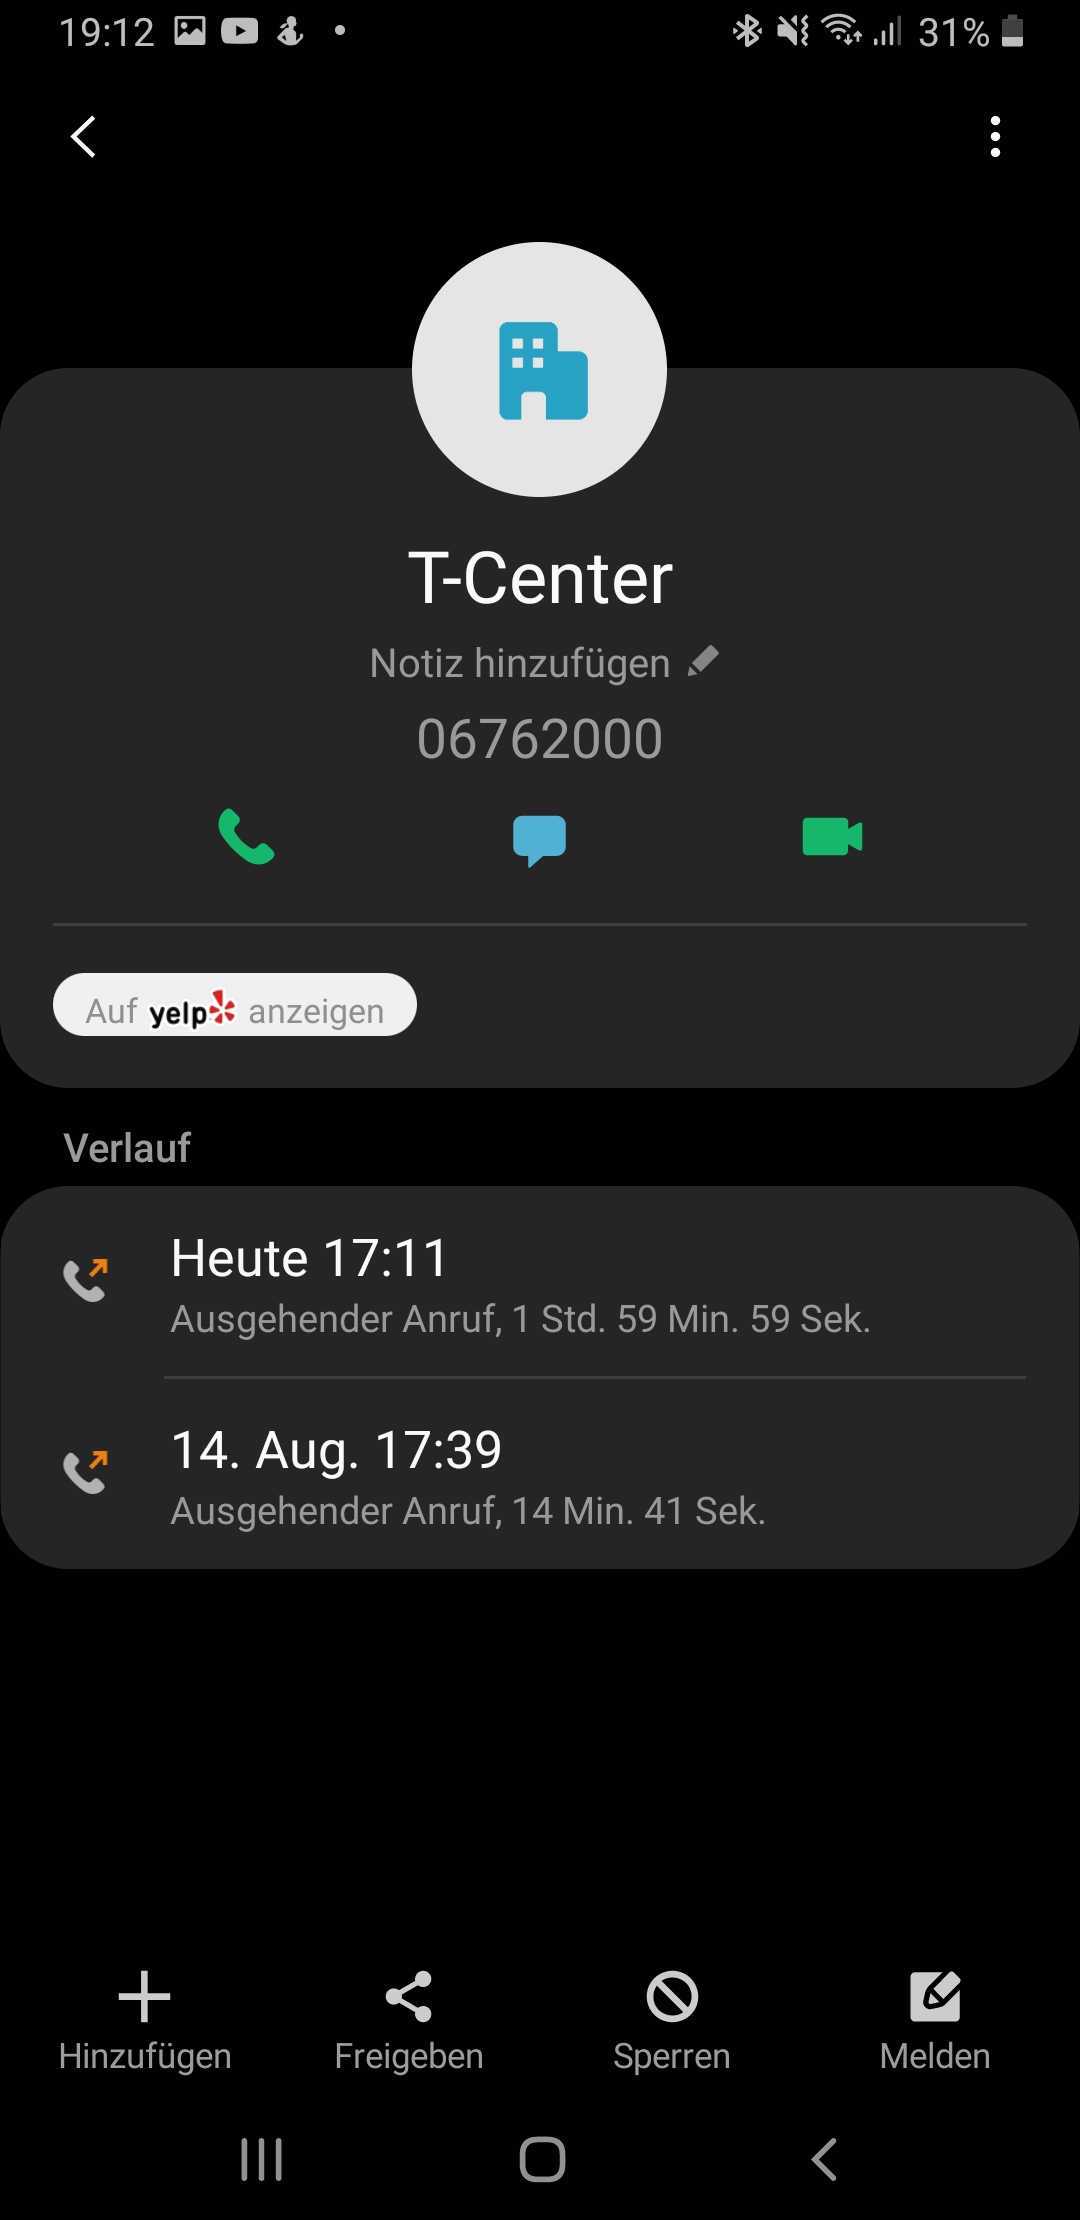 19:12 31%
T-Center
Notiz hinzufügen
06762000
Auf yelp anzeigen
Verlauf
Heute 17:11
Ausgehender Anruf, 1 Std. 59 Min. 59 Sek.
14. Aug. 17:39
Ausgehender Anruf, 14 Min. 41 Sek.
Hinzufügen Freigeben Sperren Melden